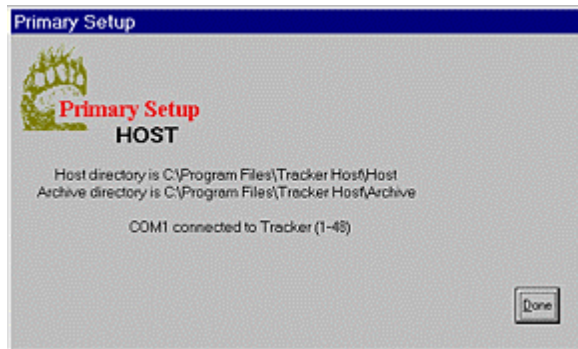 Primary Setup
Primary Setup
HOST
Host directory is C:\Program Files\Tracker Host\Host
Archive directory is C:\Program Files\Tracker Host\Archive
COM1 connected to Tracker (1-48)
Done